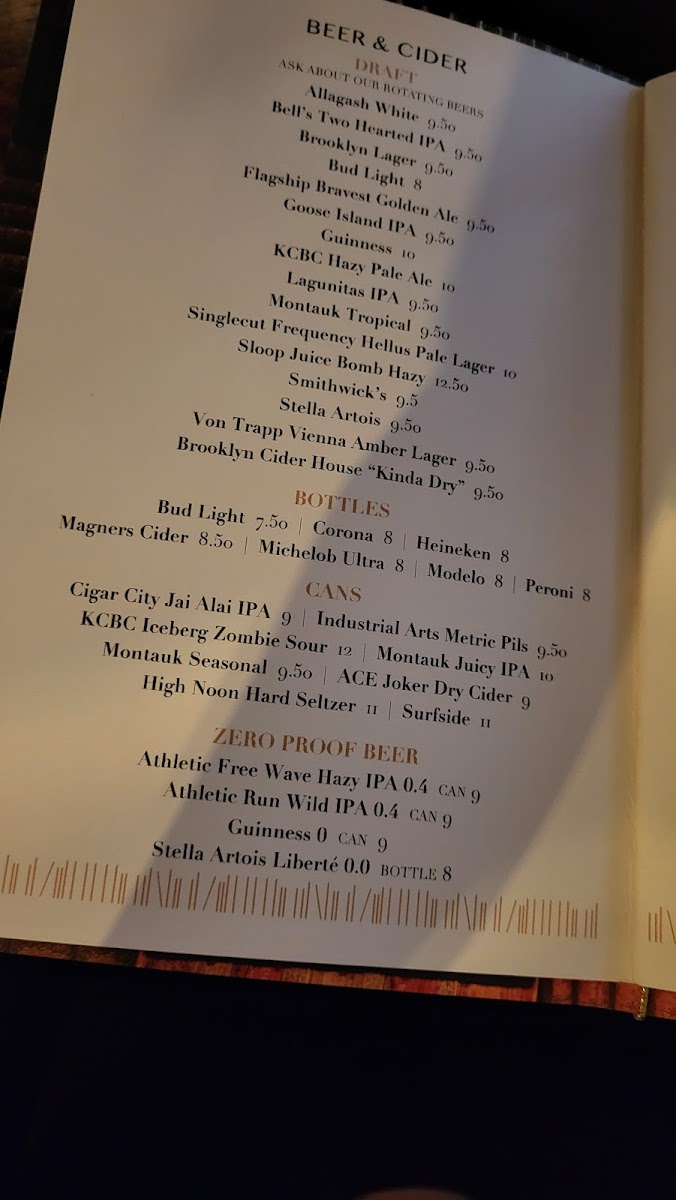 BEER & CIDER
DRAFT
ASK ABOUT OUR ROTATING BEERS
Allagash White 9.50
Bell's Two Hearted IPA 9.50
Brooklyn Lager 9.50
Bud Light 8
Flagship Bravest Golden Ale 9.50
Goose Island IPA 9.50
Guinness 10
KCBC Hazy Pale Ale 10
Lagunitas IPA 9.50
Montauk Tropical 9.50
Singlecut Frequency Hellus Pale Lager 10
Sloop Juice Bomb Hazy 12.50
Smithwick's 9.5
Stella Artois 9.50
Von Trapp Vienna Amber Lager 9.50
Brooklyn Cider House “Kinda Dry” 9.50
BOTTLES
Bud Light 7.50 | Corona 8 | Heineken 8
Magners Cider 8.50 | Michelob Ultra 8 | Modelo 8 | Peroni 8
CANS
Cigar City Jai Alai IPA 9 | Industrial Arts Metric Pils 9.50
KCBC Iceberg Zombie Sour 12 | Montauk Juicy IPA 10
Montauk Seasonal 9.50 | ACE Joker Dry Cider 9
High Noon Hard Seltzer 11 | Surfside 11
ZERO PROOF BEER
Athletic Free Wave Hazy IPA 0.4 CAN 9
Athletic Run Wild IPA 0.4 CAN 9
Guinness 0 CAN 9
Stella Artois Liberté 0.0 BOTTLE 8